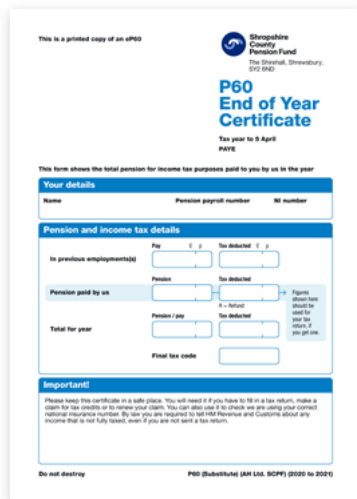 This is a printed copy of an eP60
Shropshire
County
Pension Fund
The Shirehall, Shrewsbury,
SY2 6ND
P60
End of Year
Certificate
Tax year to 5 April
PAYE
This form shows the total pension for income tax purposes paid to you by us in the year
Your details
Name Pension payroll number NI number
Pension and income tax details
Pay £ p Tax deducted £ p
In previous employments(s)
Pension Tax deducted
Pension paid by us
Figures
shown here
should be
used for
your tax
return, if
you get one.
R = Refund
Pension / pay Tax deducted
Total for year
Final tax code
Important!
Please keep this certificate in a safe place. You will need it if you have to fill in a tax return, make a
claim for tax credits or to renew your claim. You can also use it to check we are using your correct
national insurance number. By law you are required to tell HM Revenue and Customs about any
income that is not fully taxed, even if you are not sent a tax return.
Do not destroy P60 (Substitute) (AH Ltd. SCPF) (2020 to 2021)